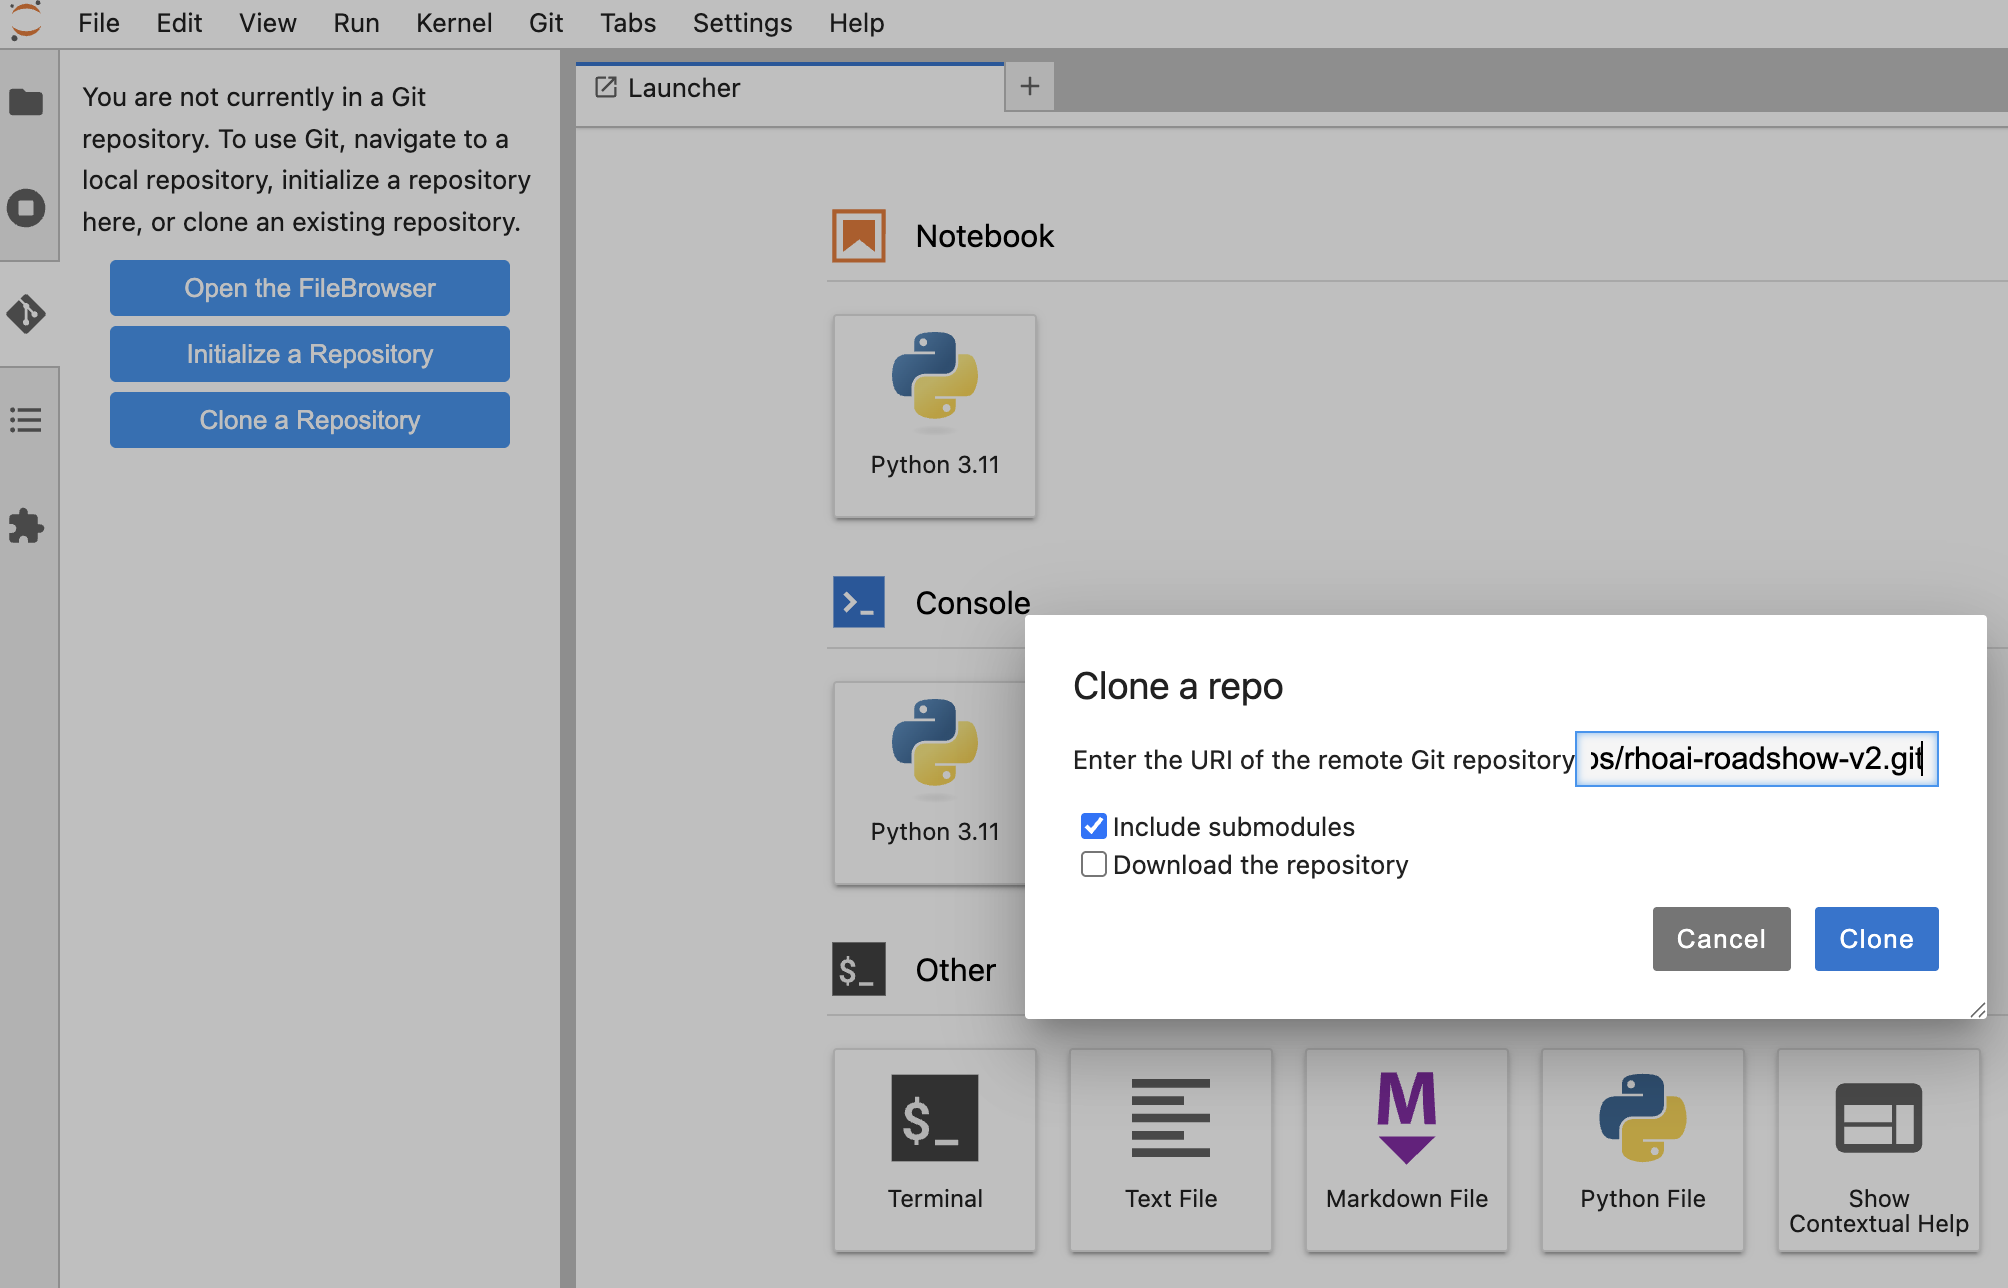 File Edit View Run Kernel Git Tabs Settings Help
You are not currently in a Git
repository. To use Git, navigate to a
local repository, initialize a repository
here, or clone an existing repository.
Open the FileBrowser
Initialize a Repository
Clone a Repository
Launcher
Notebook
Python 3.11
Console
Python 3.11
Clone a repo
Enter the URI of the remote Git repository
/rhoai-roadshow-v2.git
Include submodules
Download the repository
Cancel
Clone
Other
$_
$_
Terminal
Text File
M
Markdown File
Python File
Show
Contextual Help